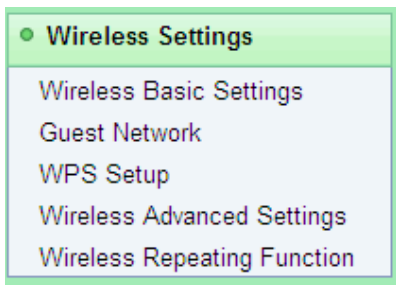 Wireless Settings
Wireless Basic Settings
Guest Network
WPS Setup
Wireless Advanced Settings
Wireless Repeating Function